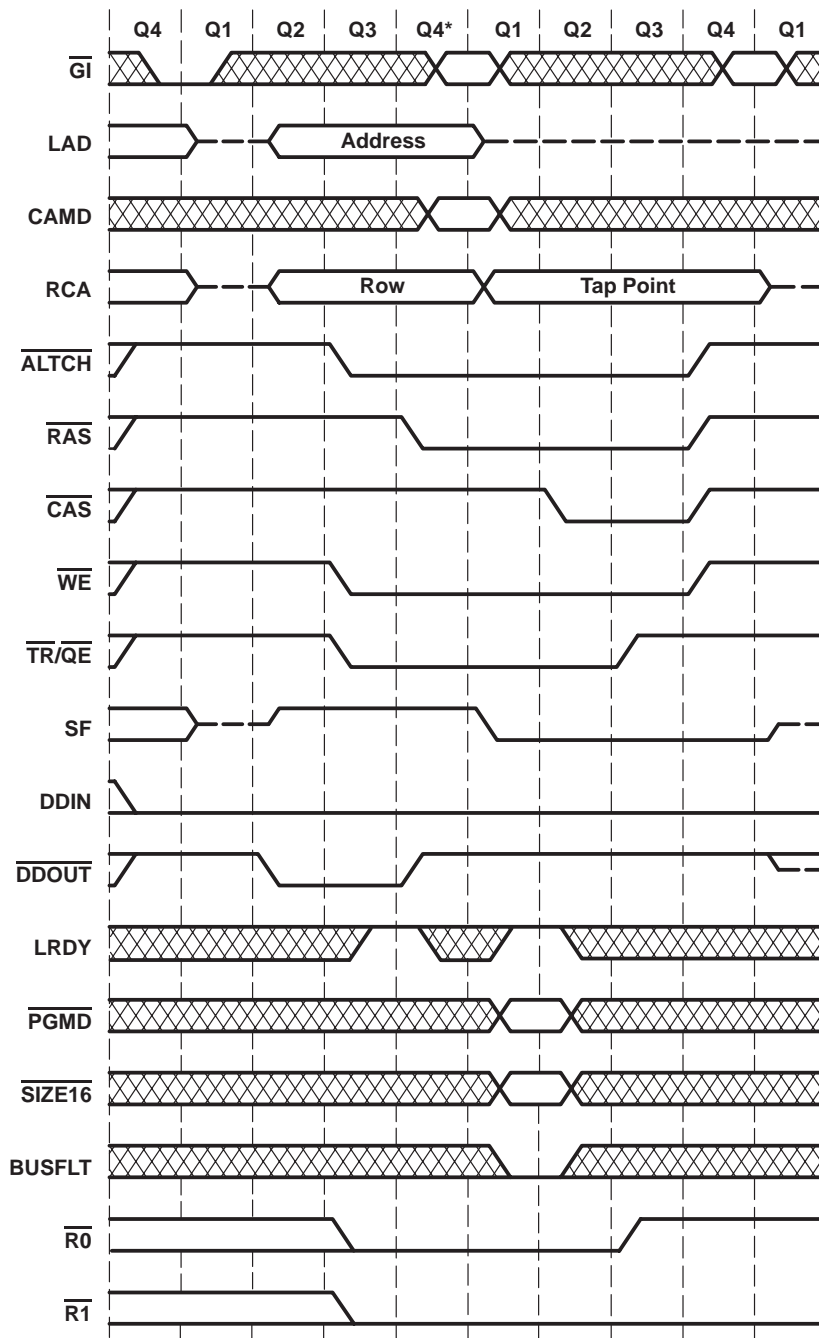 Q4 Q1 Q2 Q3 Q4* Q1 Q2 Q3 Q4 Q1
GI
LAD
Address
CAMD
RCA
Row
Tap Point
ALTCH
RAS
CAS
WE
TR/QE
SF
DDIN
DDOUT
LRDY
PGMD
SIZE16
BUSFLT
R0
R1